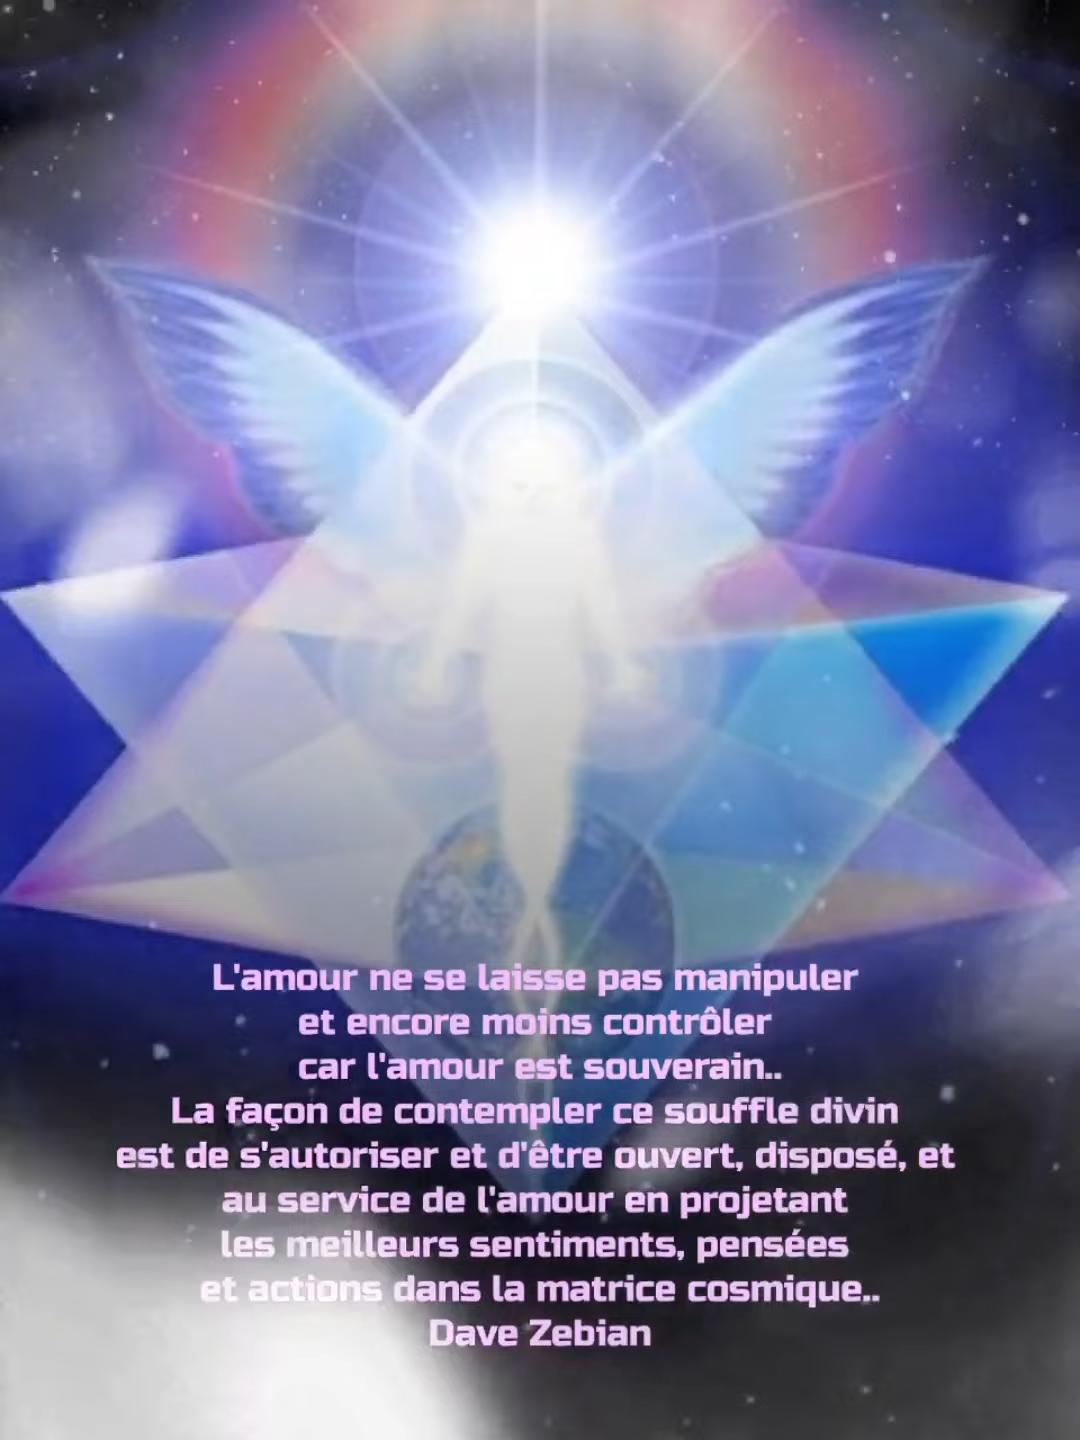 L'amour ne se laisse pas manipuler
et encore moins contrôler
car l'amour est souverain..
La façon de contempler ce souffle divin
est de s'autoriser et d'être ouvert, disposé, et
au service de l'amour en projetant
les meilleurs sentiments, pensées
et actions dans la matrice cosmique..
Dave Zebian